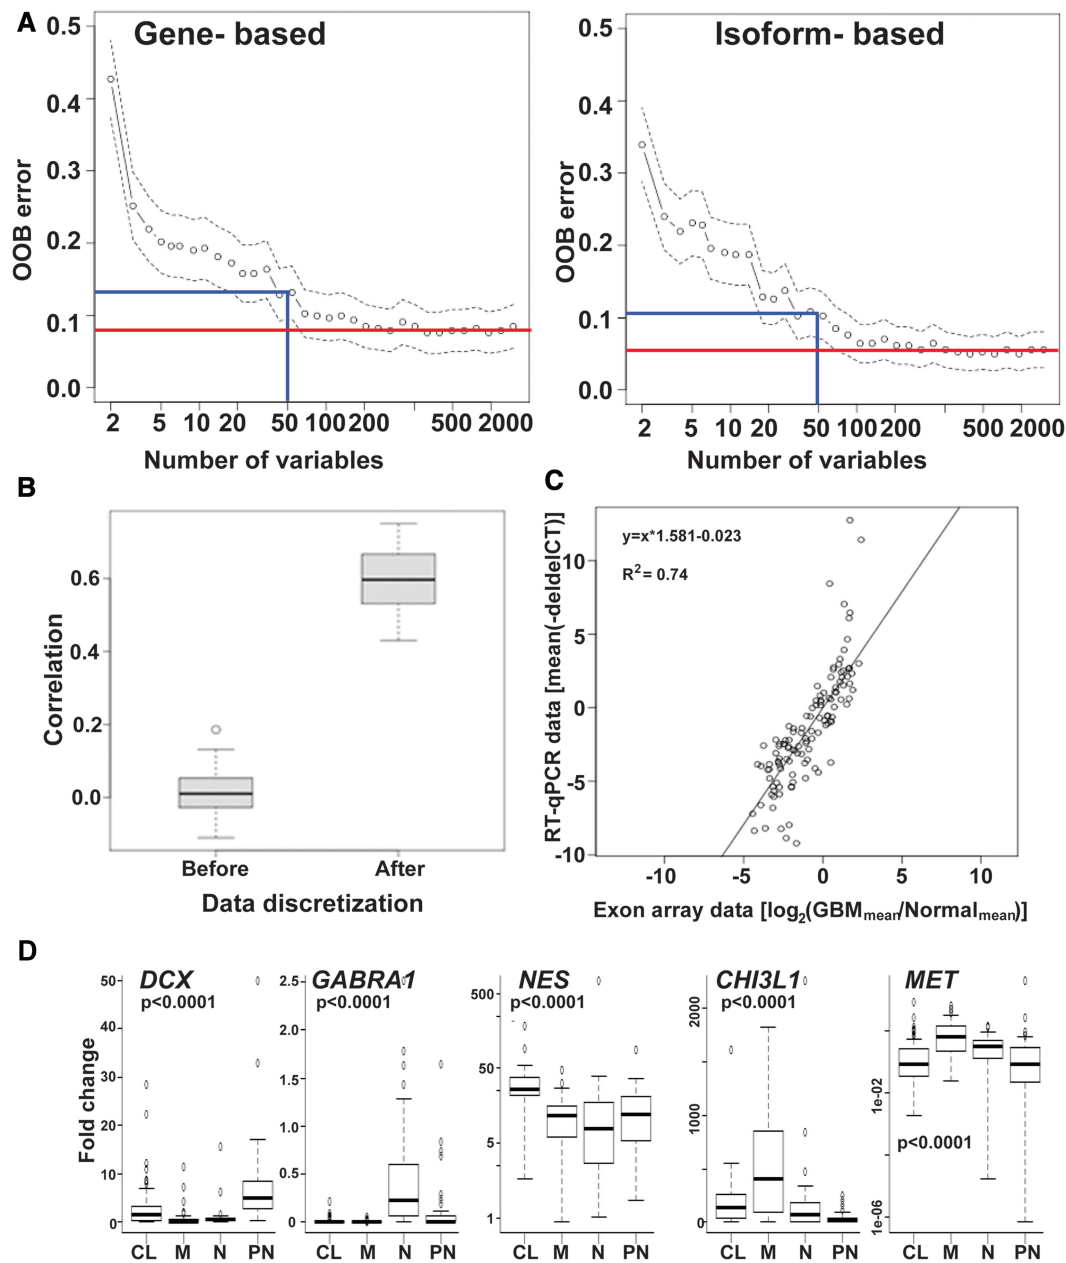 A
Gene- based
Isoform- based
0.5
0.4
0.3
0.2
0.1
0.0
OOB error
2 5 10 20 50 100 200 500 2000
Number of variables
0.5
0.4
0.3
0.2
0.1
0.0
OOB error
2 5 10 20 50 100 200 500 2000
Number of variables
B
0.6
0.4
0.2
0.0
Correlation
Before After
Data discretization
C
y=x*1.581-0.023
R2= 0.74
10
5
0
-5
-10
RT-qPCR data [mean(-deldelCT)]
-10 -5 0 5 10
Exon array data [log2(GBMmean/Normalmean)]
D
Fold change
DCX
p<0.0001
50
40
30
20
10
0
CL M N PN
GABRA1
p<0.0001
2.5
2.0
1.5
1.0
0.5
0
CL M N PN
NES
p<0.0001
500
50
5
1
CL M N PN
CHI3L1
p<0.0001
2000
1000
0
CL M N PN
MET
1e-02
p<0.0001
1e-06
CL M N PN